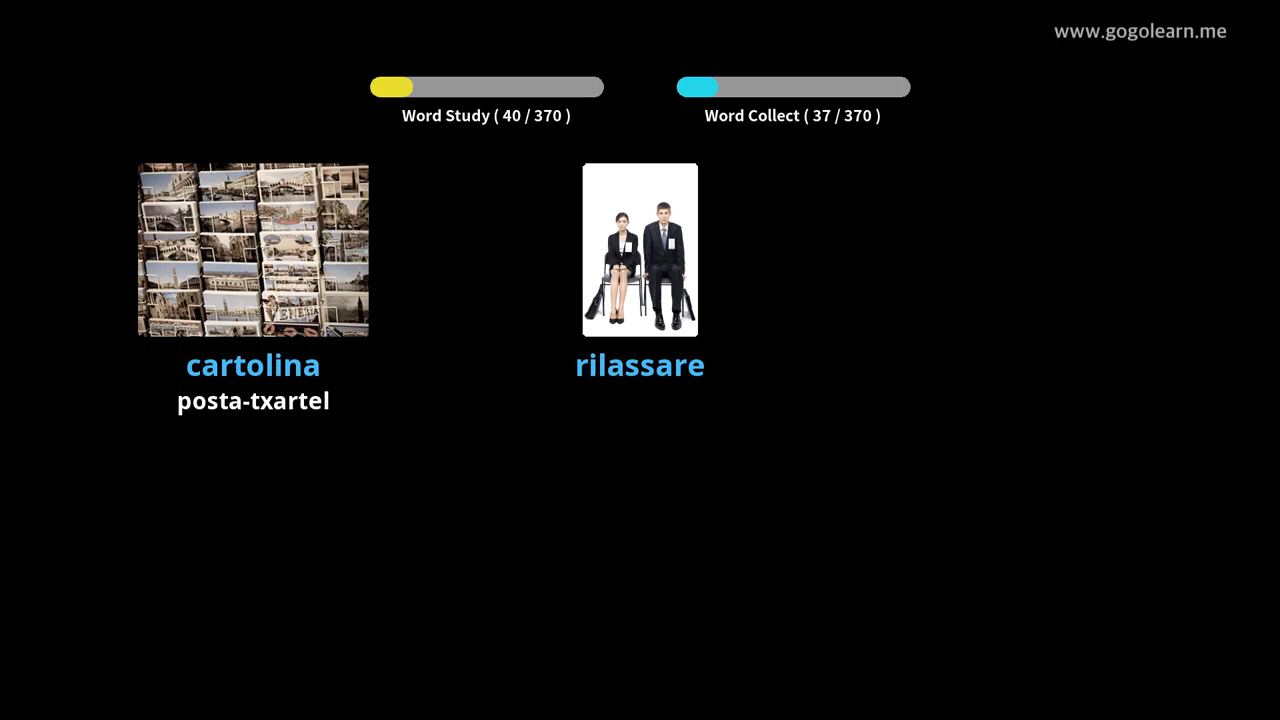 www.gogolearn.me
Word Study ( 40 / 370 )
Word Collect ( 37 / 370 )
cartolina
posta-txartel
rilassare